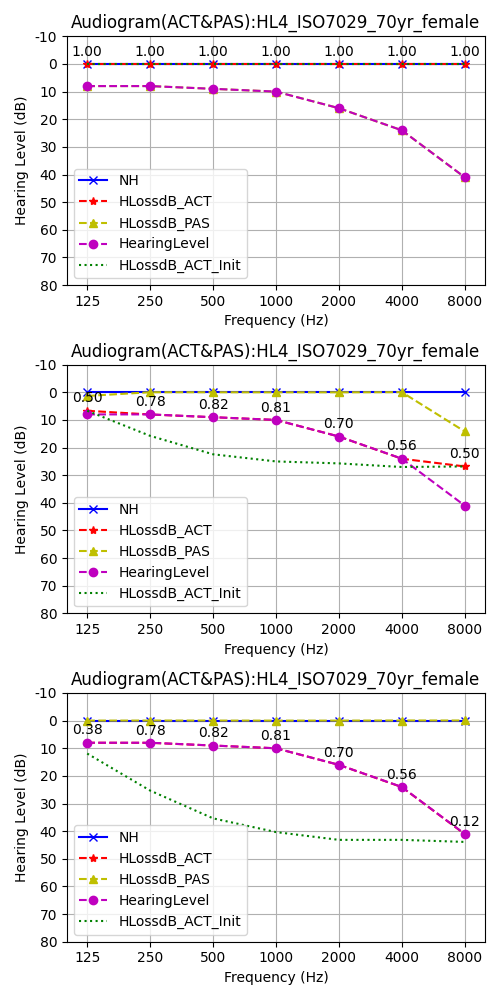 Audiogram(ACT&PAS):HL4_ISO7029_70yr_female
-10
1.00 1.00 1.00 1.00 1.00 1.00 1.00
0
10
20
30
40
50
60
70
80
Hearing Level (dB)
NH
HLossdB_ACT
HLossdB_PAS
HearingLevel
HLossdB_ACT_Init
125 250 500 1000 2000 4000 8000
Frequency (Hz)
Audiogram(ACT&PAS):HL4_ISO7029_70yr_female
-10
0
0.50 0.78 0.82 0.81 0.70 0.56 0.50
10
20
30
40
50
60
70
80
Hearing Level (dB)
NH
HLossdB_ACT
HLossdB_PAS
HearingLevel
HLossdB_ACT_Init
125 250 500 1000 2000 4000 8000
Frequency (Hz)
Audiogram(ACT&PAS):HL4_ISO7029_70yr_female
-10
0
0.38 0.78 0.82 0.81 0.70 0.56 0.12
10
20
30
40
50
60
70
80
Hearing Level (dB)
NH
HLossdB_ACT
HLossdB_PAS
HearingLevel
HLossdB_ACT_Init
125 250 500 1000 2000 4000 8000
Frequency (Hz)